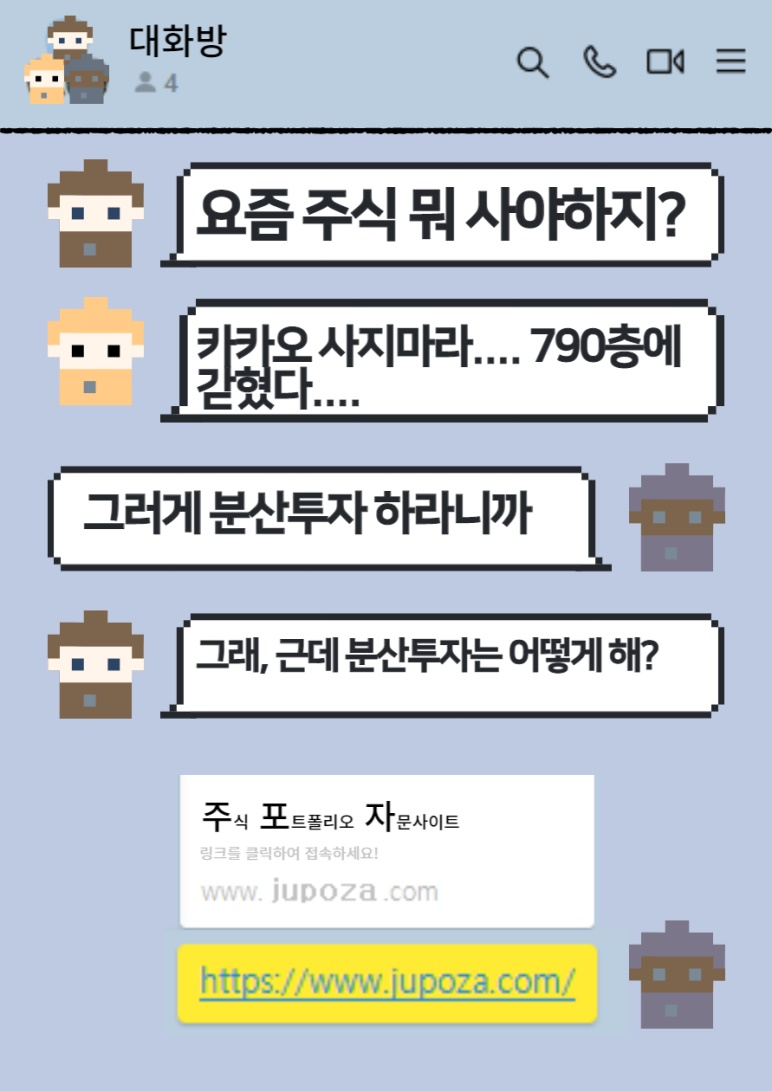 대화방
4
요즘 주식 뭐 사야하지?
카카오 사지마라.... 790층에
갇혔다....
그러게 분산투자 하라니까
그래, 근데 분산투자는 어떻게 해?
주식 포트폴리오 자문사이트
링크를 클릭하여 접속하세요!
www. jupoza .com
https://www.jupoza.com/